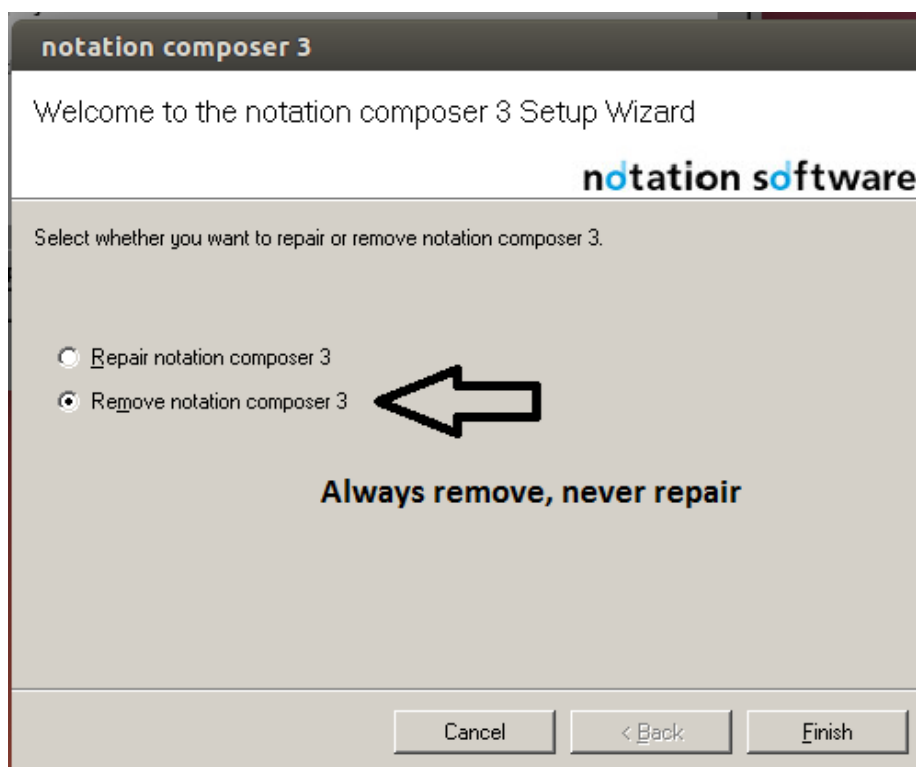 notation composer 3
Welcome to the notation composer 3 Setup Wizard
notation software
Select whether you want to repair or remove notation composer 3.
Repair notation composer 3
Remove notation composer 3
Always remove, never repair
Cancel
< Back
Finish